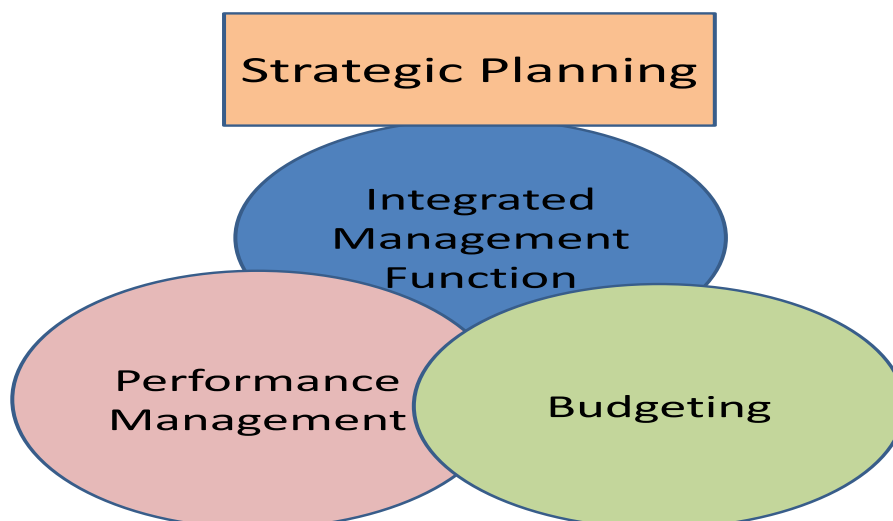 Strategic Planning
Integrated
Management
Function
Performance
Management
Budgeting